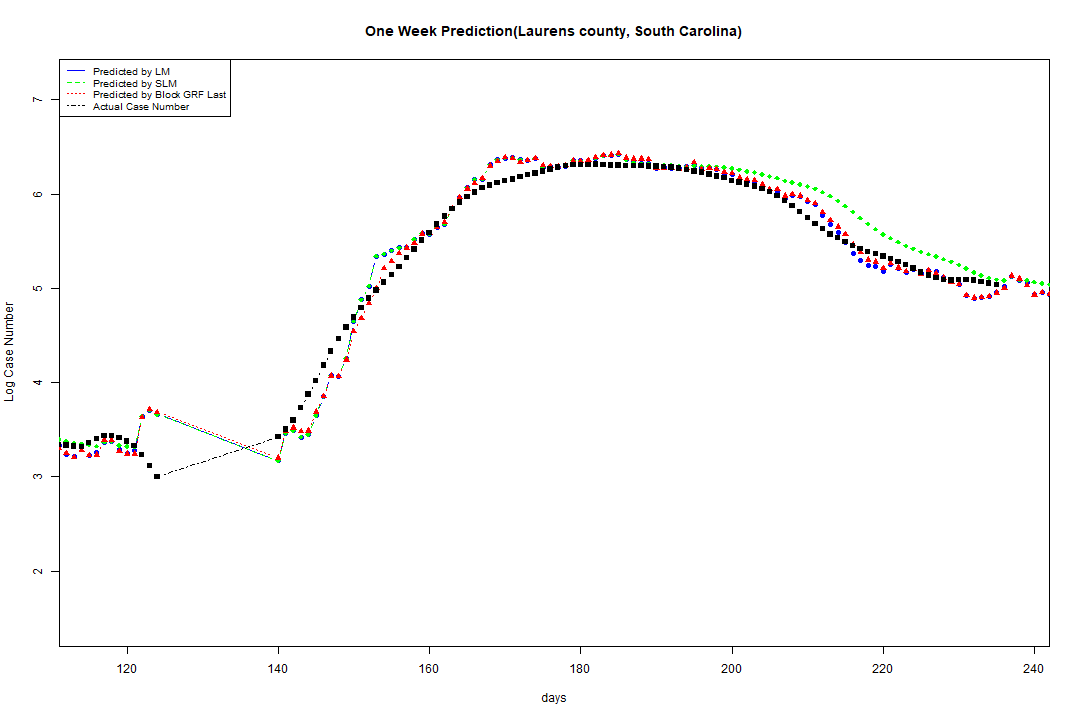 One Week Prediction(Laurens county, South Carolina)
Predicted by LM
Predicted by SLM
Predicted by Block GRF Last
Actual Case Number
7
6
5
4
3
2
Log Case Number
120 140 160 180 200 220 240
days